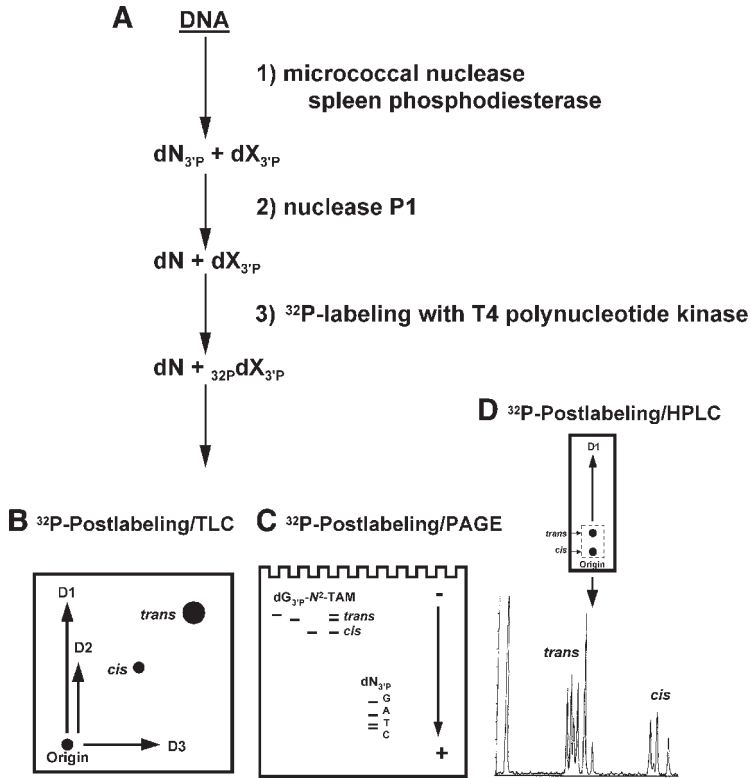 A DNA
1) micrococcal nuclease
spleen phosphodiesterase
dN3'P + dX3'P
2) nuclease P1
dN + dX3'P
3) 32P-labeling with T4 polynucleotide kinase
dN + 32PdX3'P
D 32P-Postlabeling/HPLC
D1
trans
cis
Origin
trans
cis
B 32P-Postlabeling/TLC
D1
D2
trans
cis
Origin
D3
C 32P-Postlabeling/PAGE
dG3'P-N2-TAM
-
trans
cis
dN3'P
G
A
T
C
+